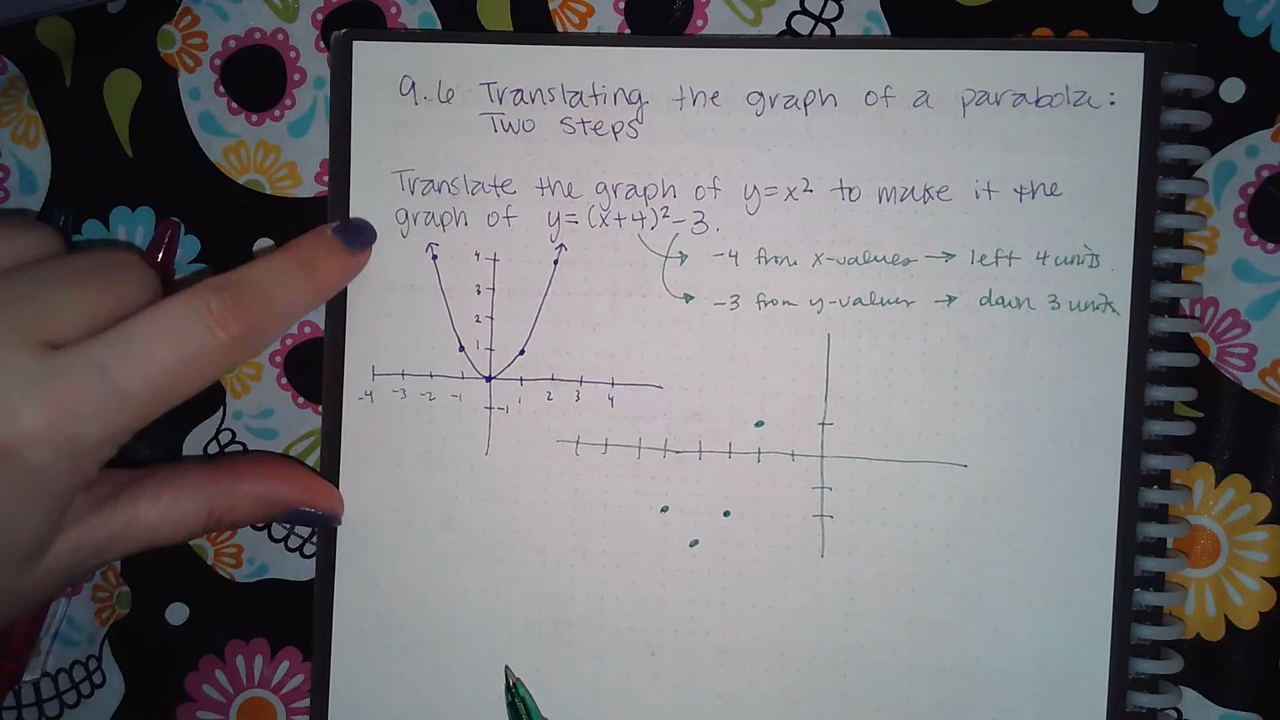 9.6 Translating the graph of a parabola:
Two steps
Translate the graph of y=x² to make it the
graph of y=(x+4)²-3.
-4 from x-values → left 4 units.
-3 from y-values → down 3 units
4
3
2
1
-4 -3 -2 -1 1 2 3 4
-1